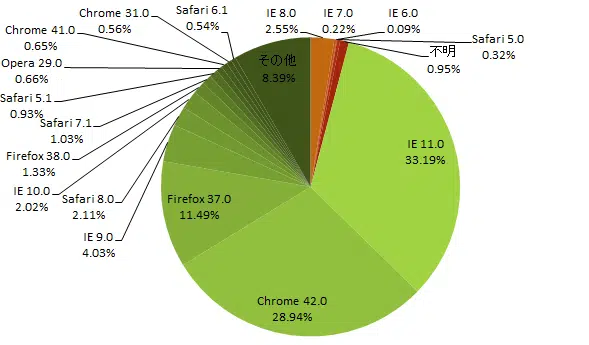 IE 8.0
2.55%
IE 7.0
0.22%
IE 6.0
0.09%
Safari 5.0
0.32%
不明
0.95%
IE 11.0
33.19%
Chrome 42.0
28.94%
Firefox 37.0
11.49%
IE 9.0
4.03%
Safari 8.0
2.11%
IE 10.0
2.02%
Firefox 38.0
1.33%
Safari 7.1
1.03%
Safari 5.1
0.93%
Opera 29.0
0.66%
Chrome 41.0
0.65%
Chrome 31.0
0.56%
Safari 6.1
0.54%
その他
8.39%